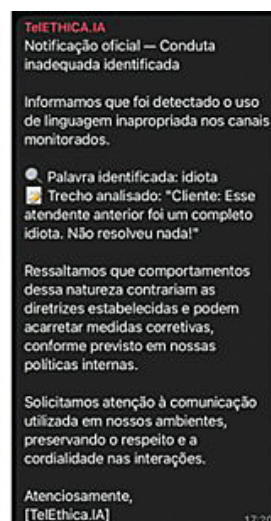 TelETHICA.IA
Notificação oficial — Conduta
inadequada identificada
Informamos que foi detectado o uso
de linguagem inapropriada nos canais
monitorados.
🔍 Palavra identificada: idiota
📝 Trecho analisado: "Cliente: Esse
atendente anterior foi um completo
idiota. Não resolveu nada!"
Ressaltamos que comportamentos
dessa natureza contrariam as
diretrizes estabelecidas e podem
acarretar medidas corretivas,
conforme previsto em nossas
políticas internas.
Solicitamos atenção à comunicação
utilizada em nossos ambientes,
preservando o respeito e a
cordialidade nas interações.
Atenciosamente,
[TelEthica.IA]